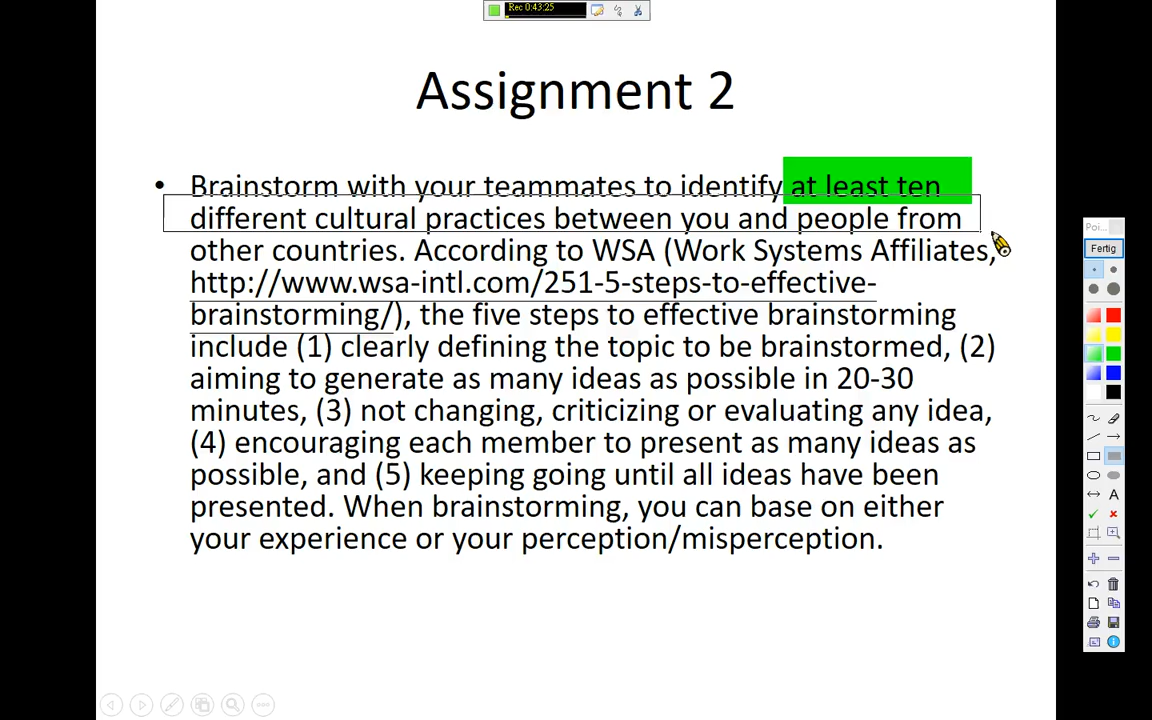 Rec 0:43:25
Assignment 2
• Brainstorm with your teammates to identify at least ten
different cultural practices between you and people from
other countries. According to WSA (Work Systems Affiliates,
http://www.wsa-intl.com/251-5-steps-to-effective-
brainstorming/), the five steps to effective brainstorming
include (1) clearly defining the topic to be brainstormed, (2)
aiming to generate as many ideas as possible in 20-30
minutes, (3) not changing, criticizing or evaluating any idea,
(4) encouraging each member to present as many ideas as
possible, and (5) keeping going until all ideas have been
presented. When brainstorming, you can base on either
your experience or your perception/misperception.
Poi...
Fertig
A